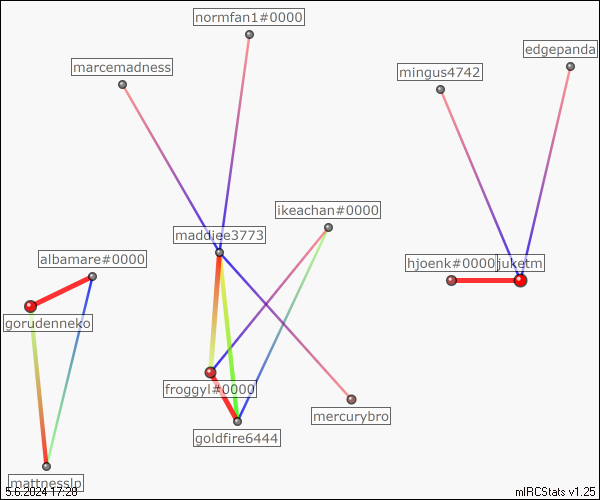 normfan1#0000
edgepanda
marcemadness
mingus4742
ikeachan#0000
maddiee3773
albamare#0000
hjoenk#0000
juketm
gorudenneko
froggyl#0000
mercurybro
goldfire6444
mattnesslp
5.6.2024 17:28
mIRCStats v1.25